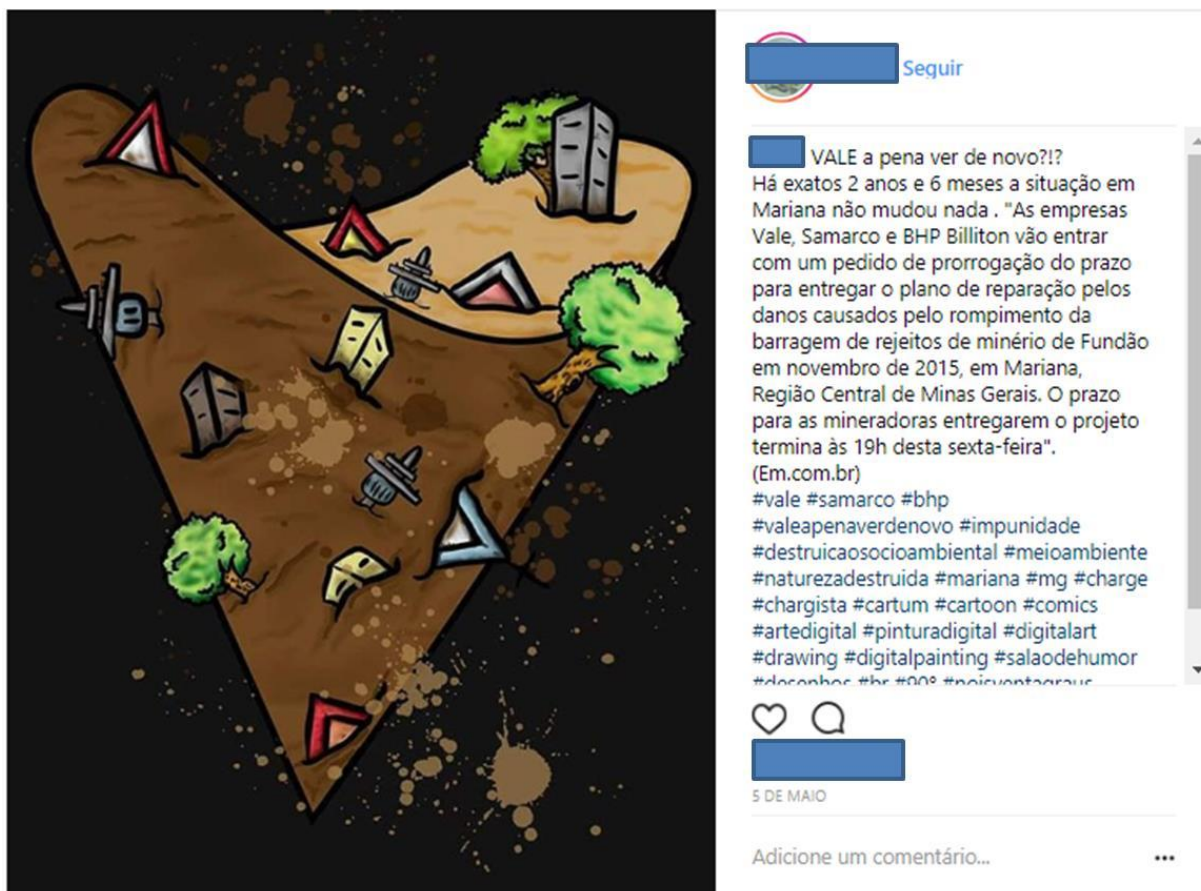 Seguir
VALE a pena ver de novo?!?
Há exatos 2 anos e 6 meses a situação em
Mariana não mudou nada . "As empresas
Vale, Samarco e BHP Billiton vão entrar
com um pedido de prorrogação do prazo
para entregar o plano de reparação pelos
danos causados pelo rompimento da
barragem de rejeitos de minério de Fundão
em novembro de 2015, em Mariana,
Região Central de Minas Gerais. O prazo
para as mineradoras entregarem o projeto
termina às 19h desta sexta-feira".
(Em.com.br)
#vale #samarco #bhp
#valeapenaverdenovo #impunidade
#destruicaosocioambiental #meioambiente
#naturezadestruida #mariana #mg #charge
#chargista #cartum #cartoon #comics
#artedigital #pinturadigital #digitalart
#drawing #digitalpainting #salaodehumor
#desenhos #br #90º #noisventagraus
5 DE MAIO
Adicione um comentário...